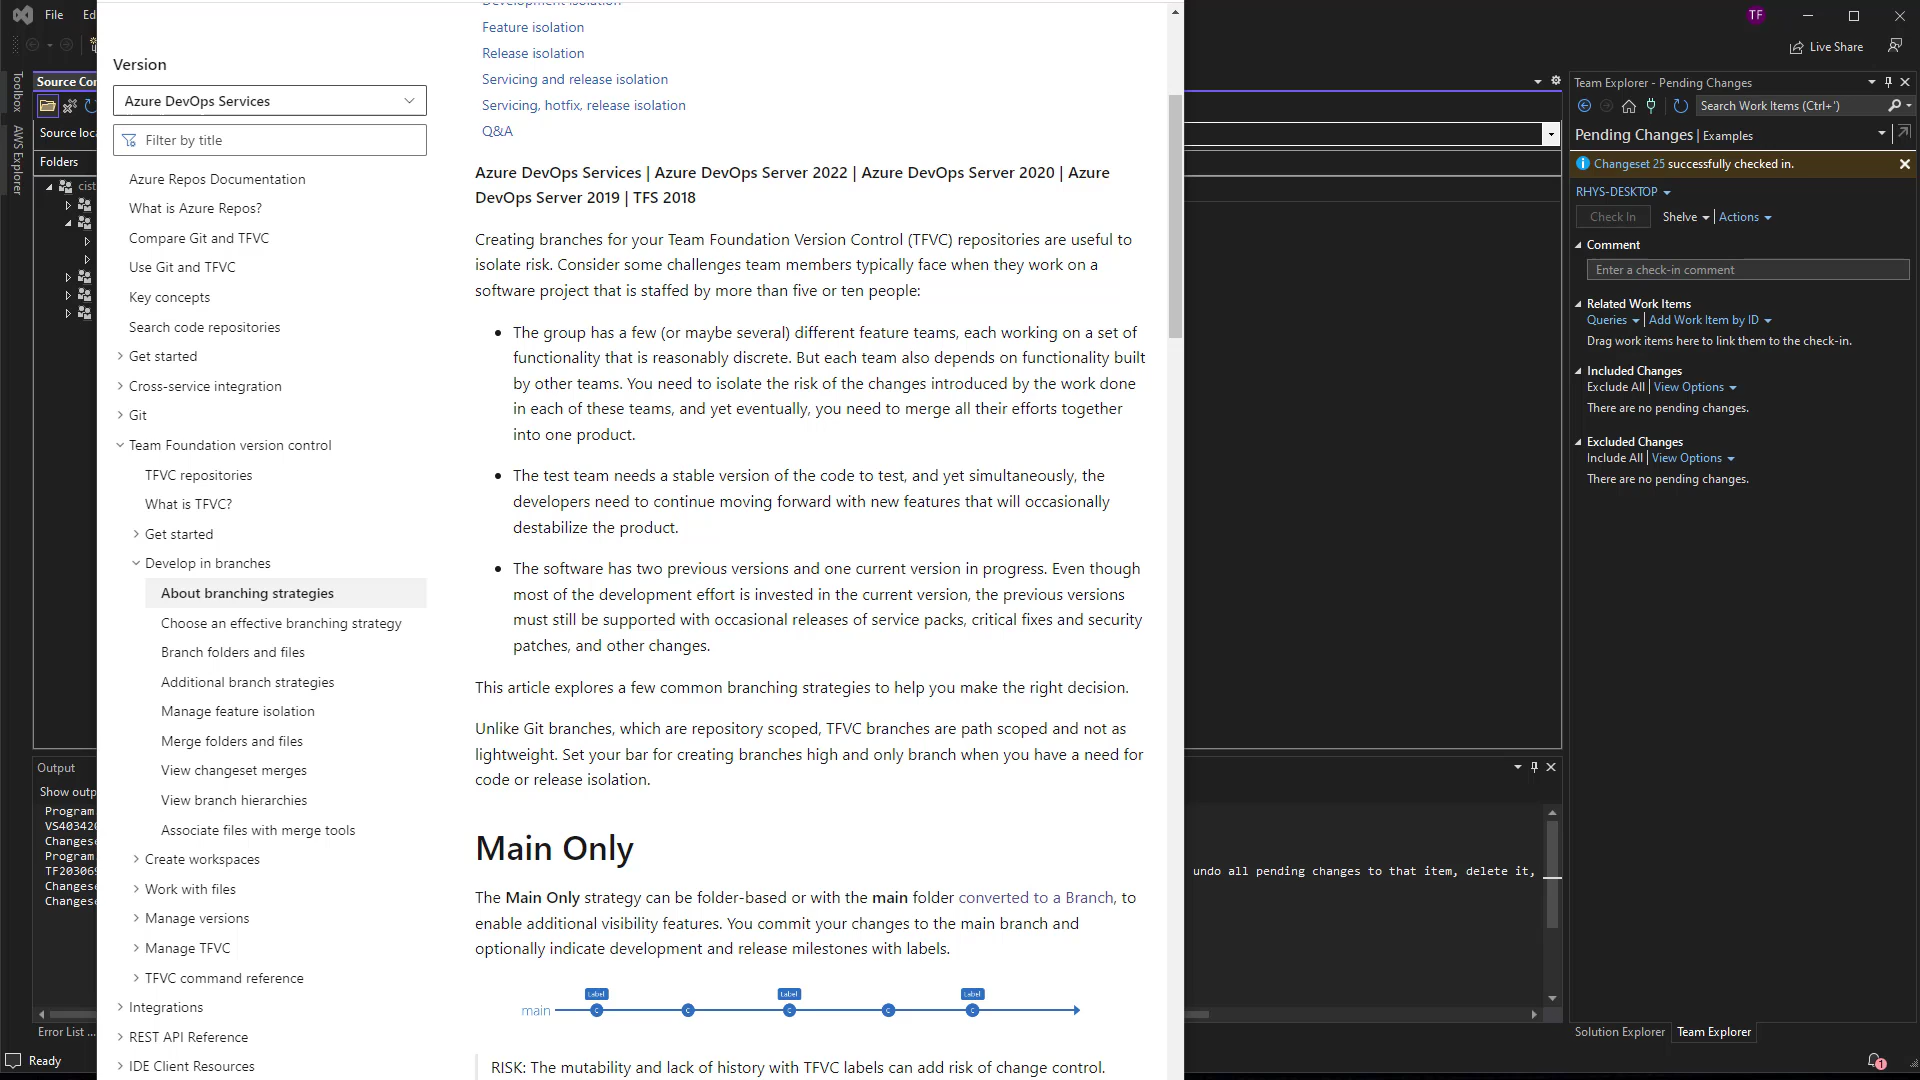 File
Ed
TF
Live Share
Toolbox
AWS Explorer
Source Con
Source loca
Folders
cist
Version
Azure DevOps Services
Filter by title
Azure Repos Documentation
What is Azure Repos?
Compare Git and TFVC
Use Git and TFVC
Key concepts
Search code repositories
Get started
Cross-service integration
Git
Team Foundation version control
TFVC repositories
What is TFVC?
Get started
Develop in branches
About branching strategies
Choose an effective branching strategy
Branch folders and files
Additional branch strategies
Manage feature isolation
Merge folders and files
View changeset merges
View branch hierarchies
Associate files with merge tools
Create workspaces
Work with files
Manage versions
Manage TFVC
TFVC command reference
Integrations
REST API Reference
IDE Client Resources
Development isolation
Feature isolation
Release isolation
Servicing and release isolation
Servicing, hotfix, release isolation
Q&A
Azure DevOps Services | Azure DevOps Server 2022 | Azure DevOps Server 2020 | Azure
DevOps Server 2019 | TFS 2018
Creating branches for your Team Foundation Version Control (TFVC) repositories are useful to
isolate risk. Consider some challenges team members typically face when they work on a
software project that is staffed by more than five or ten people:
• The group has a few (or maybe several) different feature teams, each working on a set of
functionality that is reasonably discrete. But each team also depends on functionality built
by other teams. You need to isolate the risk of the changes introduced by the work done
in each of these teams, and yet eventually, you need to merge all their efforts together
into one product.
• The test team needs a stable version of the code to test, and yet simultaneously, the
developers need to continue moving forward with new features that will occasionally
destabilize the product.
• The software has two previous versions and one current version in progress. Even though
most of the development effort is invested in the current version, the previous versions
must still be supported with occasional releases of service packs, critical fixes and security
patches, and other changes.
This article explores a few common branching strategies to help you make the right decision.
Unlike Git branches, which are repository scoped, TFVC branches are path scoped and not as
lightweight. Set your bar for creating branches high and only branch when you have a need for
code or release isolation.
Main Only
The Main Only strategy can be folder-based or with the main folder converted to a Branch, to
enable additional visibility features. You commit your changes to the main branch and
optionally indicate development and release milestones with labels.
Label Label Label
main C C C C C
RISK: The mutability and lack of history with TFVC labels can add risk of change control.
Output
Show outp
Program
VS40342
Changese
Program
TF20306
Changese
Changese
undo all pending changes to that item, delete it,
Error List ...
Ready
Team Explorer - Pending Changes
Search Work Items (Ctrl+')
Pending Changes | Examples
Changeset 25 successfully checked in.
RHYS-DESKTOP
Check In Shelve | Actions
Comment
Enter a check-in comment
Related Work Items
Queries | Add Work Item by ID
Drag work items here to link them to the check-in.
Included Changes
Exclude All | View Options
There are no pending changes.
Excluded Changes
Include All | View Options
There are no pending changes.
Solution Explorer Team Explorer
1